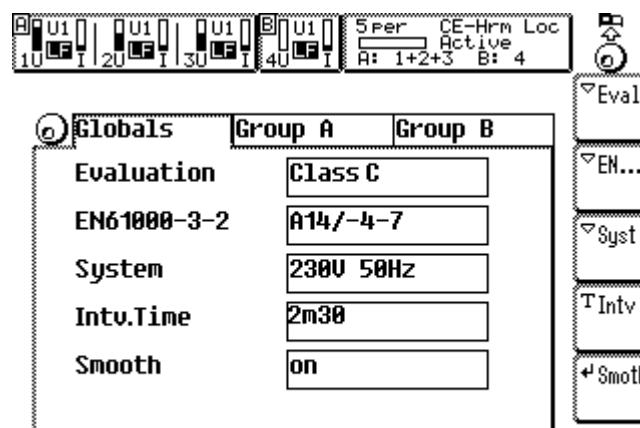 A U1 U1 U1 B U1 5per CE-Hrm Loc
LF LF LF LF Active
1U I 2U I 3U I 4U I A: 1+2+3 B: 4
Eval
Globals Group A Group B
Evaluation Class C
EN...
EN61000-3-2 A14/-4-7
Syst
System 230V 50Hz
Intv.Time 2m30
T Intv
Smooth on
Smoth